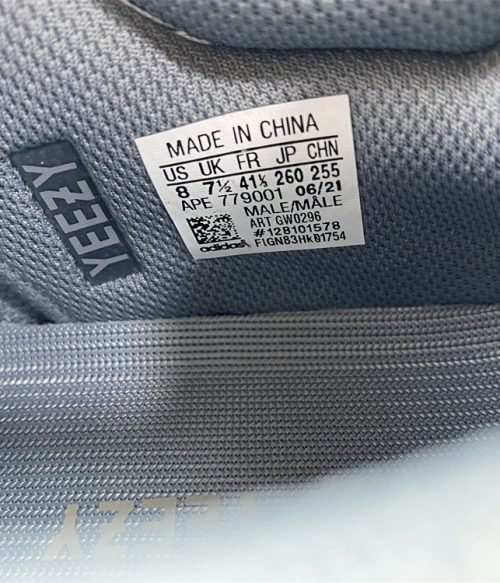 YEEZY
MADE IN CHINA
US UK FR JP CHN
8 7½ 41⅓ 260 255
APE 779001 06/21
MALE/MÂLE
ART GW0296
#128101578
adidas F1GN83HK01754
YEEZY